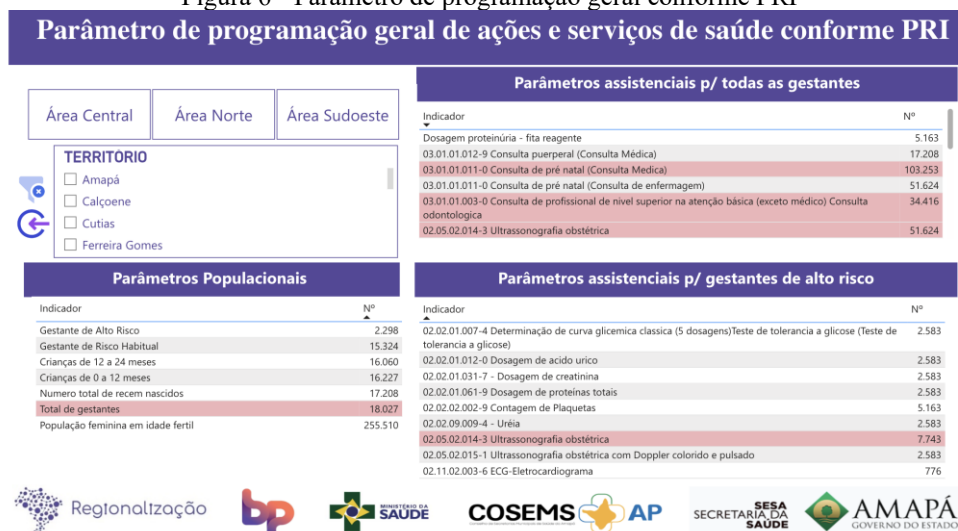 Figura 6 - Parâmetro de programação geral conforme PRI
Parâmetro de programação geral de ações e serviços de saúde conforme PRI
Área Central
Área Norte
Área Sudoeste
TERRITÓRIO
Amapá
Calçoene
Cutias
Ferreira Gomes
Parâmetros assistenciais p/ todas as gestantes
Indicador Nº
Dosagem proteinúria - fita reagente 5.163
03.01.01.012-9 Consulta puerperal (Consulta Médica) 17.208
03.01.01.011-0 Consulta de pré natal (Consulta Medica) 103.253
03.01.01.011-0 Consulta de pré natal (Consulta de enfermagem) 51.624
03.01.01.003-0 Consulta de profissional de nivel superior na atenção básica (exceto médico) Consulta 34.416
odontologica
02.05.02.014-3 Ultrassonografia obstétrica 51.624
Parâmetros Populacionais
Indicador Nº
Gestante de Alto Risco 2.298
Gestante de Risco Habitual 15.324
Crianças de 12 a 24 meses 16.060
Crianças de 0 a 12 meses 16.227
Numero total de recem nascidos 17.208
Total de gestantes 18.027
População feminina em idade fertil 255.510
Parâmetros assistenciais p/ gestantes de alto risco
Indicador Nº
02.02.01.007-4 Determinação de curva glicemica classica (5 dosagens)Teste de tolerancia a glicose (Teste de 2.583
tolerancia a glicose)
02.02.01.012-0 Dosagem de acido urico 2.583
02.02.01.031-7 - Dosagem de creatinina 2.583
02.02.01.061-9 Dosagem de proteinas totais 2.583
02.02.02.002-9 Contagem de Plaquetas 5.163
02.02.09.009-4 - Uréia 2.583
02.05.02.014-3 Ultrassonografia obstétrica 7.743
02.05.02.015-1 Ultrassonografia obstétrica com Doppler colorido e pulsado 2.583
02.11.02.003-6 ECG-Eletrocardiograma 776
Regionalização
bp
MINISTÉRIO DA
SAÚDE
COSEMS AP
SESA
SECRETARIA DA
SAÚDE
AMAPÁ
GOVERNO DO ESTADO